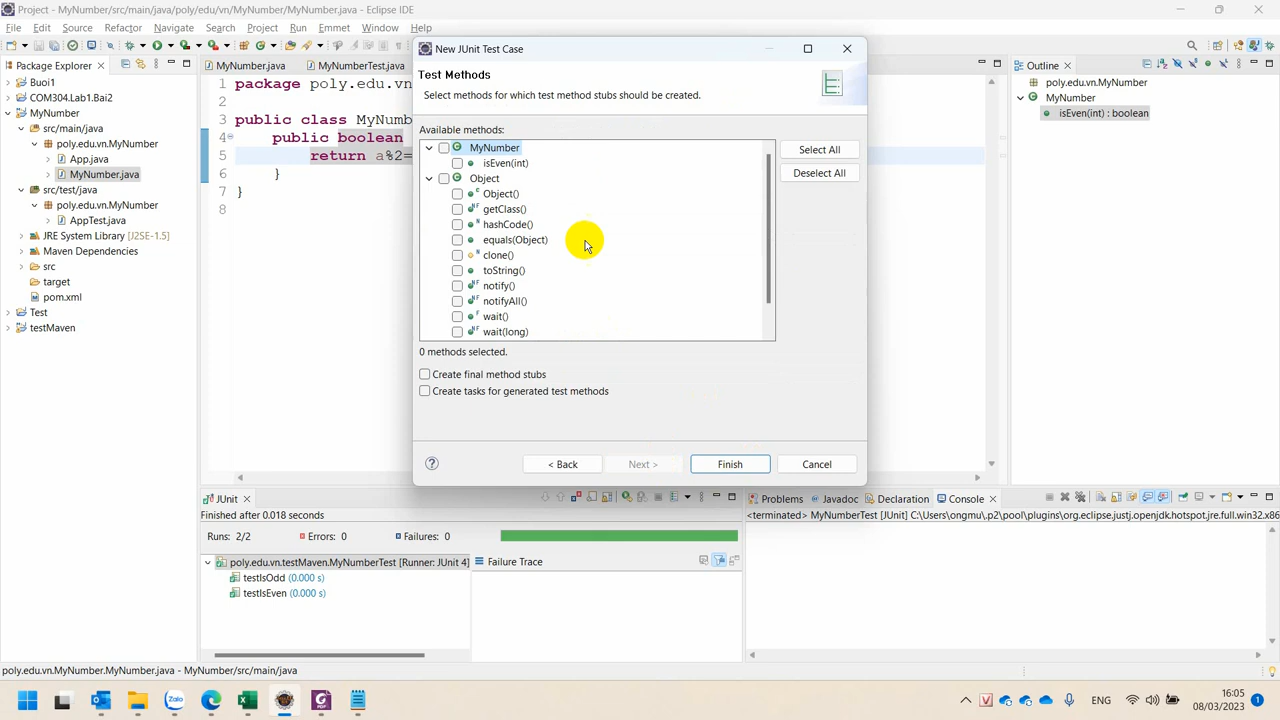 Project - MyNumber/src/main/java/poly/edu/vn/MyNumber/MyNumber.java - Eclipse IDE
File Edit Source Refactor Navigate Search Project Run Emmet Window Help
Package Explorer
Buoi1
COM304.Lab1.Bai2
MyNumber
src/main/java
poly.edu.vn.MyNumber
App.java
MyNumber.java
src/test/java
poly.edu.vn.MyNumber
AppTest.java
JRE System Library [J2SE-1.5]
Maven Dependencies
src
target
pom.xml
Test
testMaven
MyNumber.java
MyNumberTest.java
1 package poly.edu.vn
2
3 public class MyNumb
4 public boolean
5 return a%2=
6 }
7 }
8
New JUnit Test Case
Test Methods
Select methods for which test method stubs should be created.
Available methods:
MyNumber
isEven(int)
Object
Object()
getClass()
hashCode()
equals(Object)
clone()
toString()
notify()
notifyAll()
wait()
wait(long)
Select All
Deselect All
0 methods selected.
Create final method stubs
Create tasks for generated test methods
< Back
Next >
Finish
Cancel
Outline
poly.edu.vn.MyNumber
MyNumber
isEven(int) : boolean
JUnit
Finished after 0.018 seconds
Runs: 2/2 Errors: 0 Failures: 0
poly.edu.vn.testMaven.MyNumberTest [Runner: JUnit 4]
testIsOdd (0.000 s)
testIsEven (0.000 s)
Failure Trace
Problems Javadoc Declaration Console
<terminated> MyNumberTest [JUnit] C:\Users\ongmu\.p2\pool\plugins\org.eclipse.justj.openjdk.hotspot.jre.full.win32.x86
poly.edu.vn.MyNumber.MyNumber.java - MyNumber/src/main/java
Zalo
ENG
16:05
08/03/2023
1